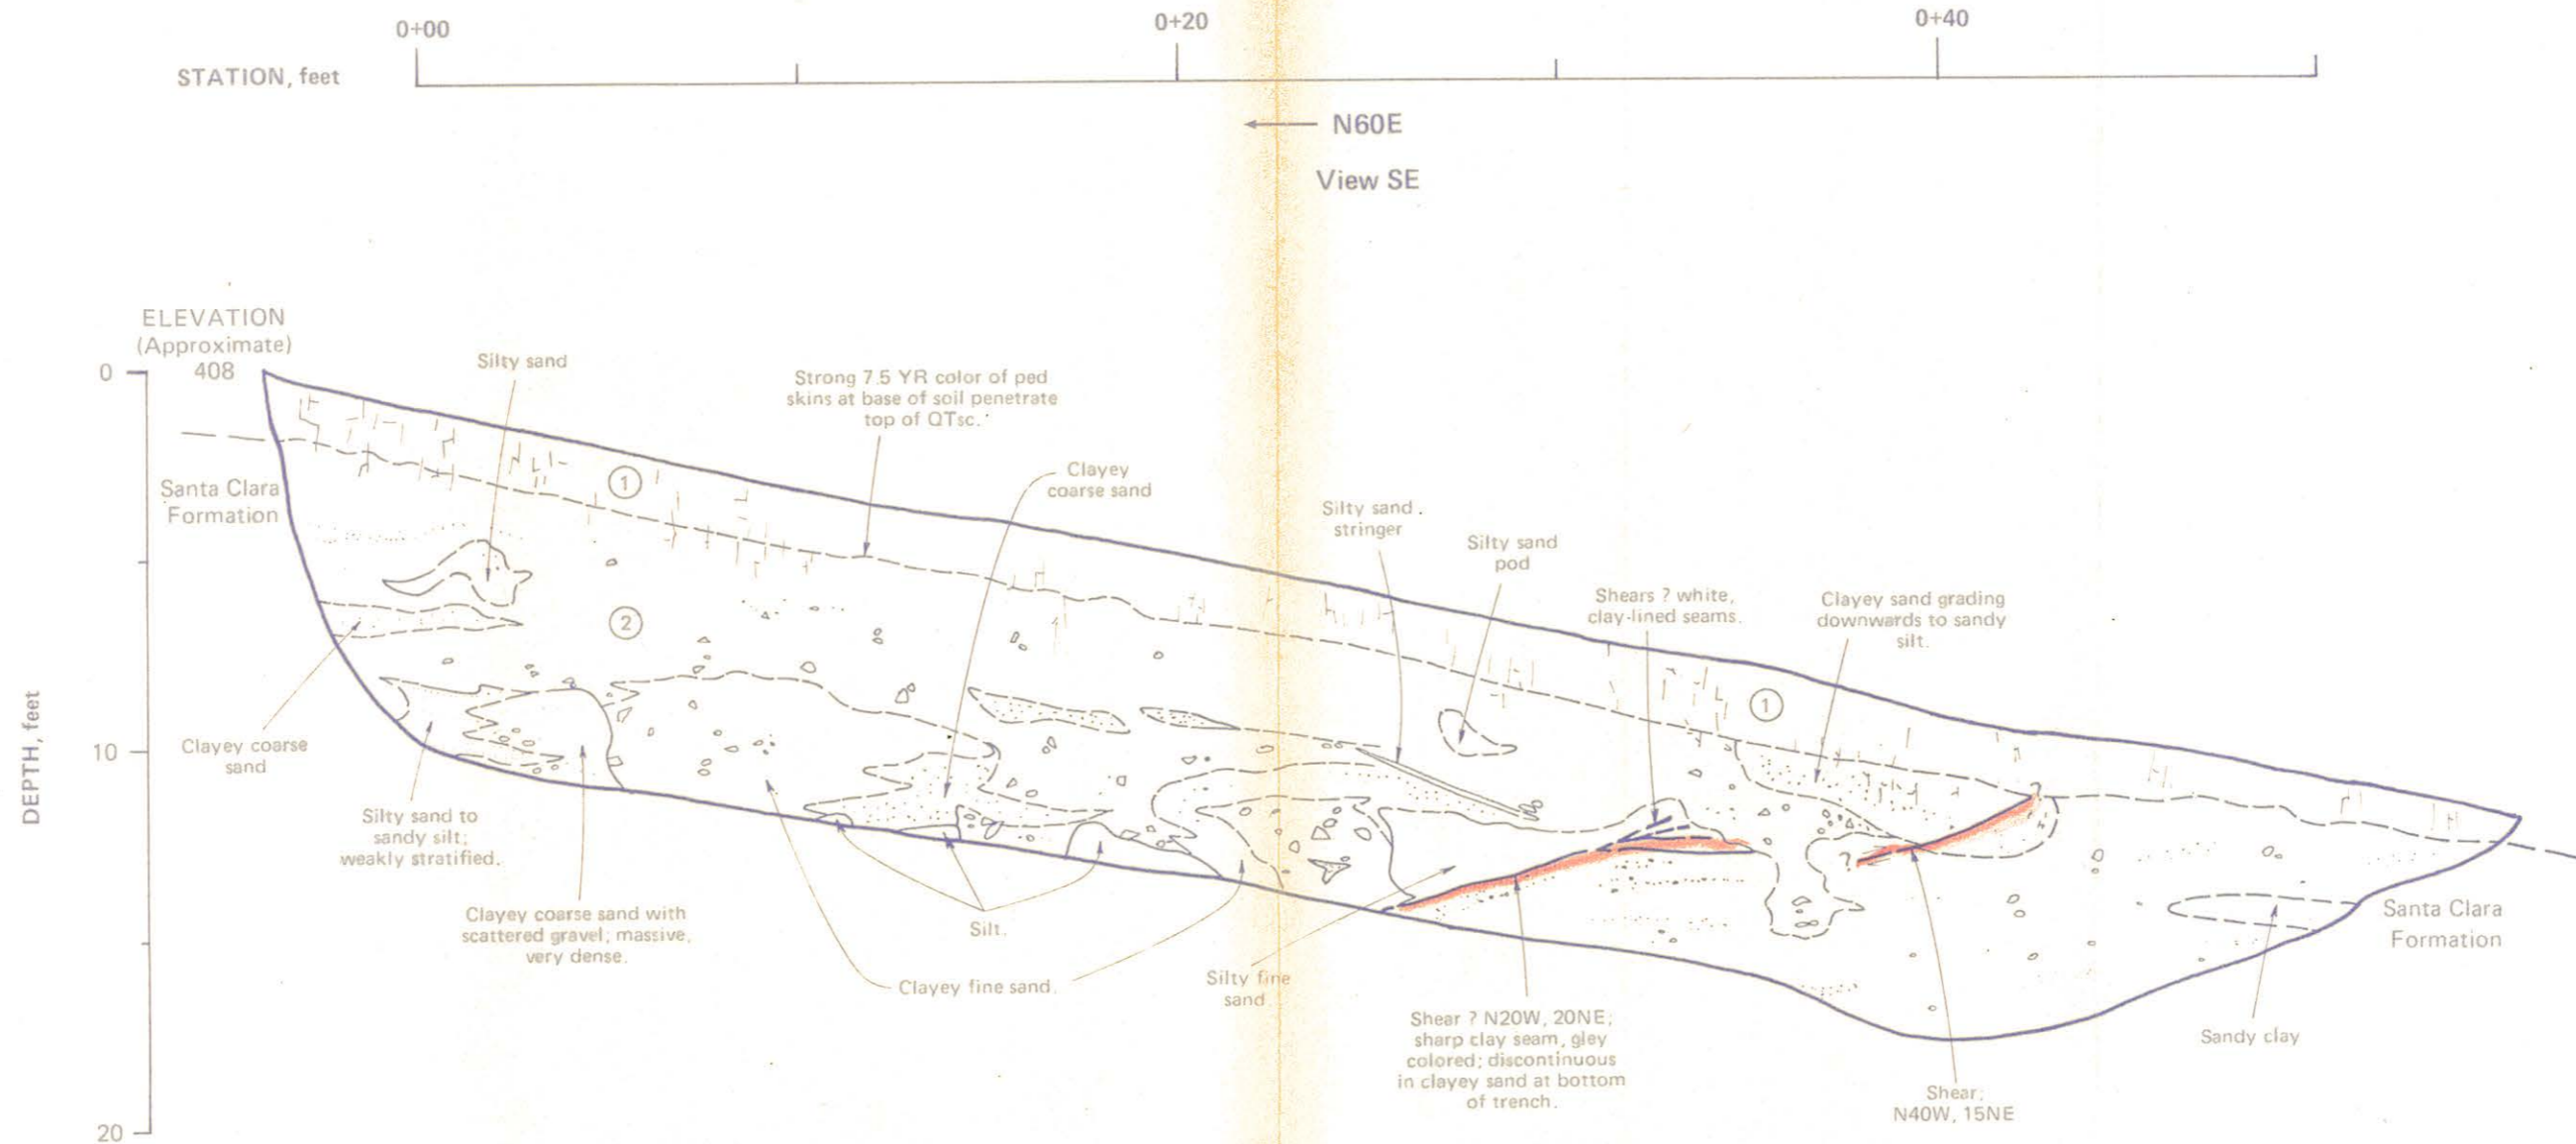 0+00
0+20
0+40
STATION, feet
N60E
View SE
ELEVATION
(Approximate)
408
0
10
20
DEPTH, feet
Silty sand
Strong 7.5 YR color of ped
skins at base of soil penetrate
top of QTsc.
Clayey
coarse sand
Silty sand
stringer
Silty sand
pod
Shears ? white,
clay-lined seams.
Clayey sand grading
downwards to sandy
silt.
Santa Clara
Formation
1
2
1
?
?
Clayey coarse
sand
Silty sand to
sandy silt;
weakly stratified.
Clayey coarse sand with
scattered gravel; massive,
very dense.
Silt.
Clayey fine sand.
Silty fine
sand.
Shear ? N20W, 20NE;
sharp clay seam, gley
colored; discontinuous
in clayey sand at bottom
of trench.
Shear;
N40W, 15NE
Sandy clay
Santa Clara
Formation